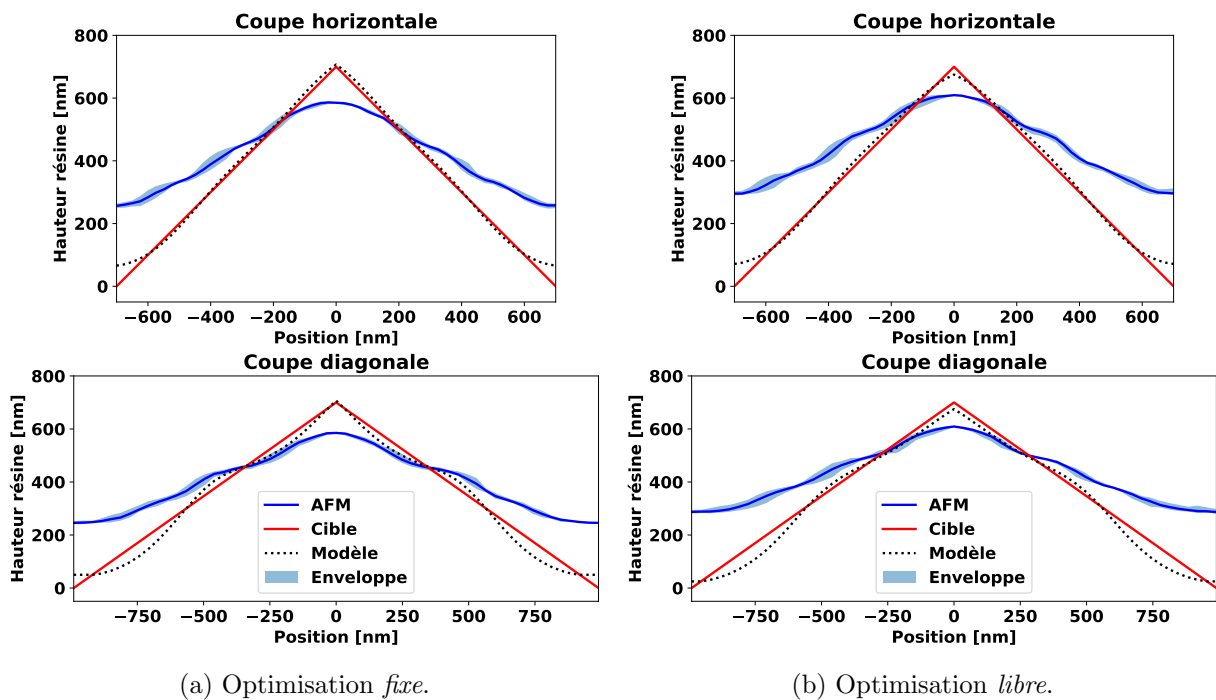 Coupe horizontale
Hauteur résine [nm]
800
600
400
200
0
−600 −400 −200 0 200 400 600
Position [nm]
Coupe horizontale
Hauteur résine [nm]
800
600
400
200
0
−600 −400 −200 0 200 400 600
Position [nm]
Coupe diagonale
Hauteur résine [nm]
800
600
400
200
0
AFM
Cible
Modèle
Enveloppe
−750 −500 −250 0 250 500 750
Position [nm]
Coupe diagonale
Hauteur résine [nm]
800
600
400
200
0
AFM
Cible
Modèle
Enveloppe
−750 −500 −250 0 250 500 750
Position [nm]
(a) Optimisation fixe.
(b) Optimisation libre.